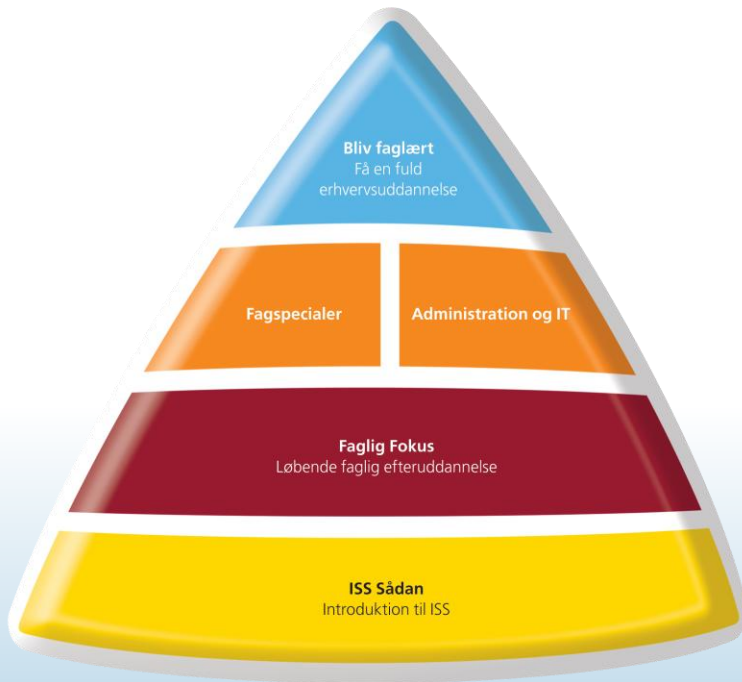 Bliv faglært
Få en fuld
erhvervsuddannelse
Fagspecialer
Administration og IT
Faglig Fokus
Løbende faglig efteruddannelse
ISS Sådan
Introduktion til ISS